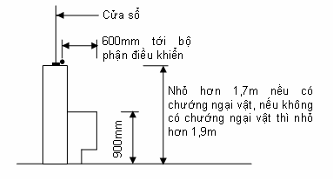 Cửa sổ
600mm tới bộ
phận điều khiển
Nhỏ hơn 1,7m nếu có
chướng ngại vật, nếu không
có chướng ngại vật thì nhỏ
hơn 1,9m
900mm